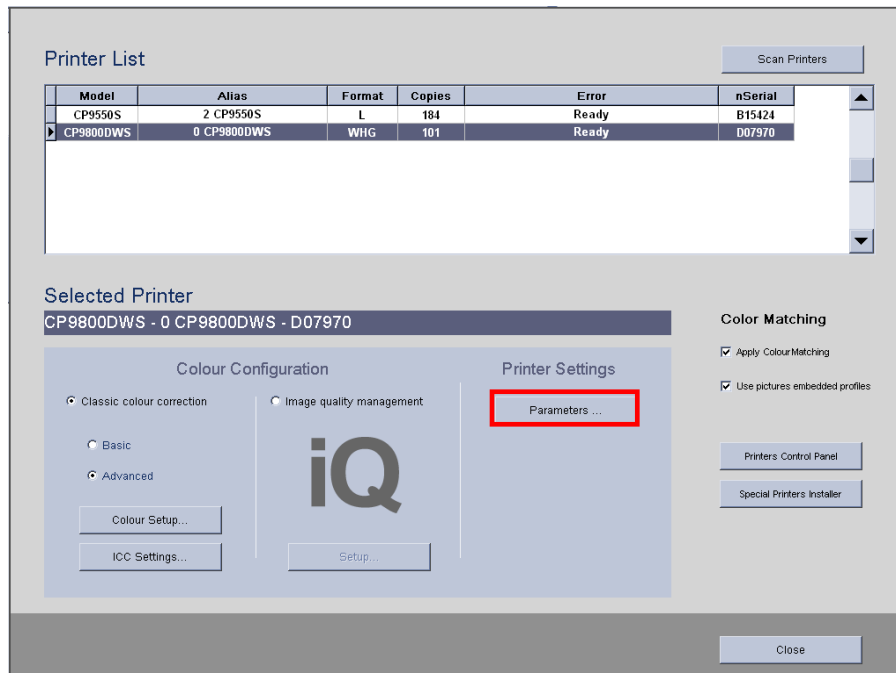 Printer List
Scan Printers
Model Alias Format Copies Error nSerial
CP9550S 2 CP9550S L 184 Ready B15424
CP9800DWS 0 CP9800DWS WHG 101 Ready D07970
Selected Printer
CP9800DWS - 0 CP9800DWS - D07970
Colour Configuration
Classic colour correction
Basic
Advanced
Colour Setup...
ICC Settings...
Image quality management
iQ
Setup...
Printer Settings
Parameters ...
Color Matching
Apply ColourMatching
Use pictures embedded profiles
Printers Control Panel
Special Printers Installer
Close